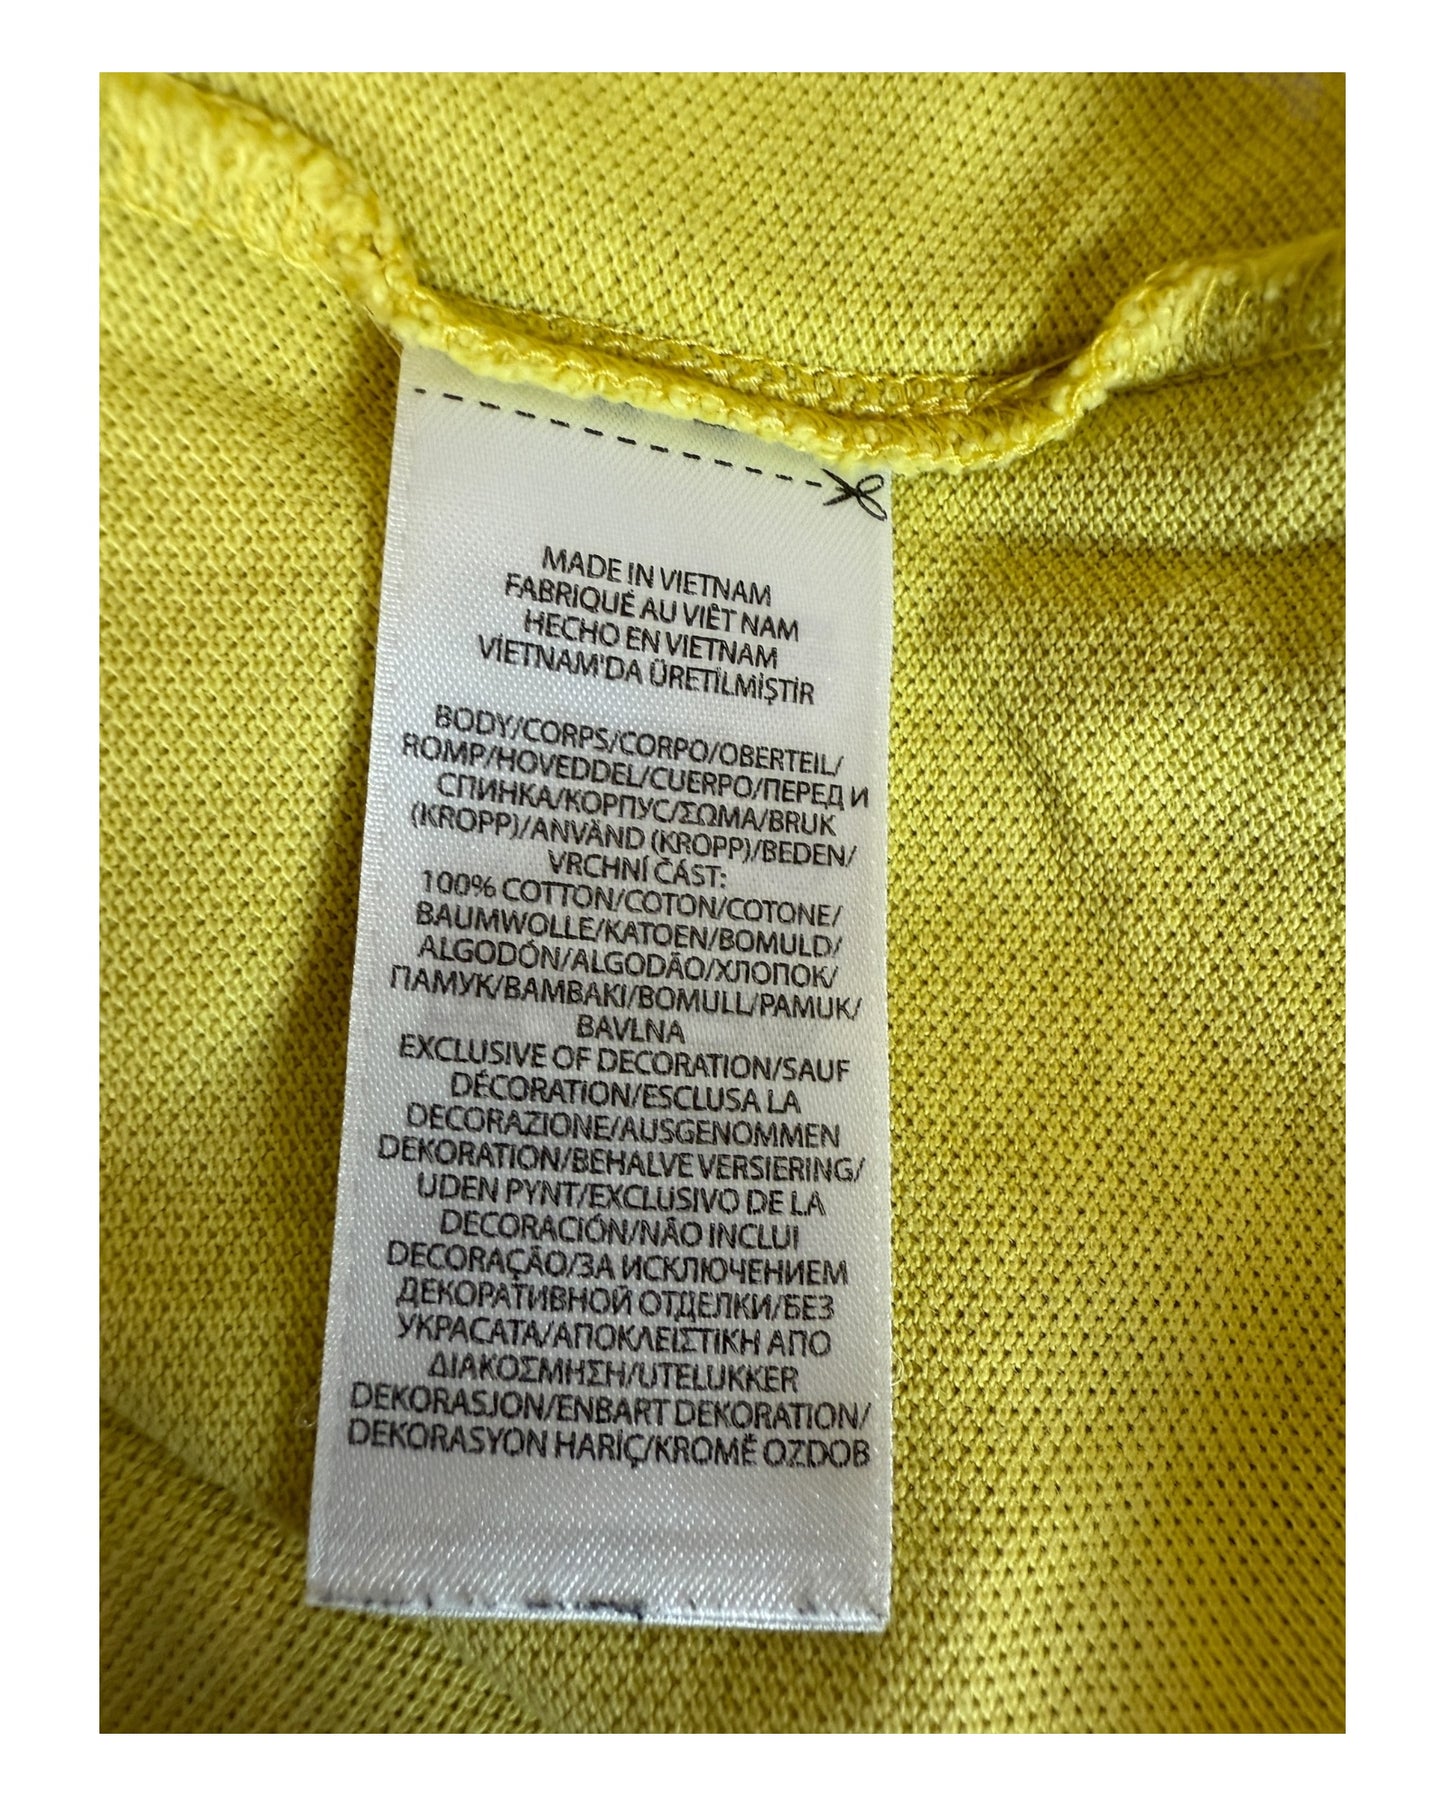 MADE IN VIETNAM
FABRIQUÉ AU VIÊT NAM
HECHO EN VIETNAM
VİETNAM'DA ÜRETİLMİŞTİR
BODY/CORPS/CORPO/OBERTEIL/
ROMP/HOVEDDEL/CUERPO/ПЕРЕД И
СПИНКА/КОРПУС/ΣΩΜΑ/BRUK
(KROPP)/ANVÄND (KROPP)/BEDEN/
VRCHNÍ ČÁST:
100% COTTON/COTON/COTONE/
BAUMWOLLE/KATOEN/BOMULD/
ALGODÓN/ALGODÃO/ХЛОПОК/
ПАМУК/ΒΑΜΒΑΚΙ/BOMULL/PAMUK/
BAVLNA
EXCLUSIVE OF DECORATION/SAUF
DÉCORATION/ESCLUSA LA
DECORAZIONE/AUSGENOMMEN
DEKORATION/BEHALVE VERSIERING/
UDEN PYNT/EXCLUSIVO DE LA
DECORACIÓN/NÃO INCLUI
DECORAÇÃO/ЗА ИСКЛЮЧЕНИЕМ
ДЕКОРАТИВНОЙ ОТДЕЛКИ/БЕЗ
УКРАСАТА/ΑΠΟΚΛΕΙΣΤΙΚΗ ΑΠΟ
ΔΙΑΚΟΣΜΗΣΗ/UTELUKKER
DEKORASJON/ENBART DEKORATION/
DEKORASYON HARİÇ/KROMĚ OZDOB